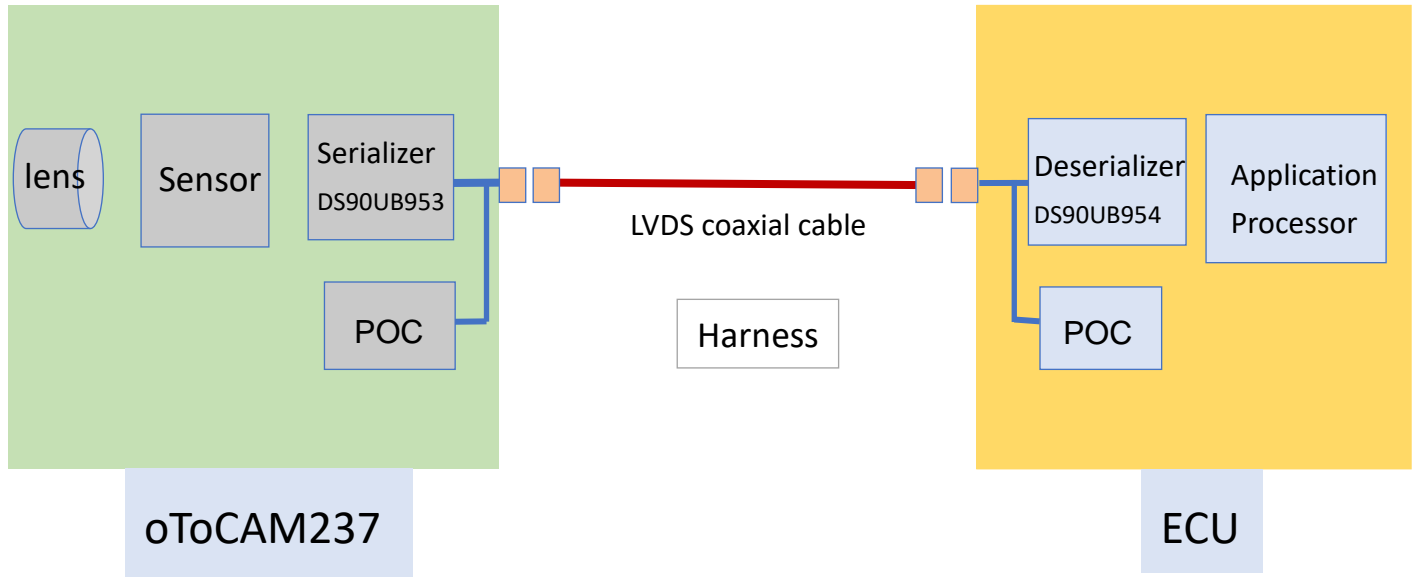 lens
Sensor
Serializer
DS90UB953
POC
LVDS coaxial cable
Harness
Deserializer
DS90UB954
Application
Processor
POC
oToCAM237
ECU